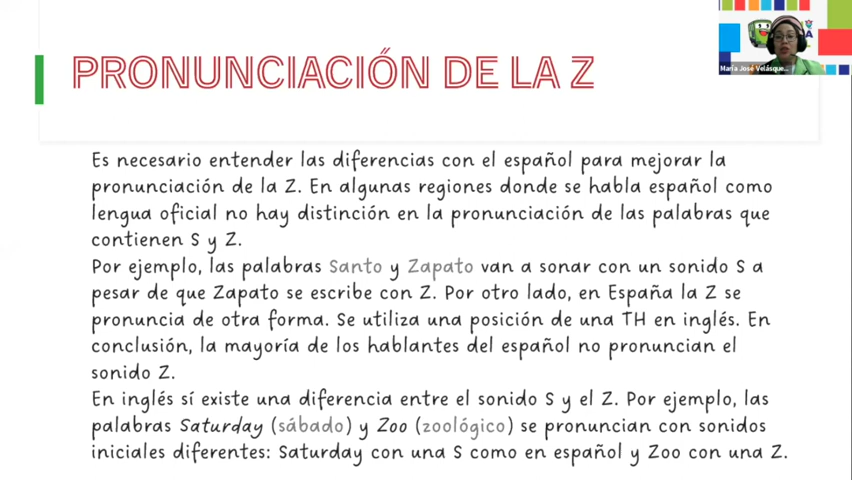 PRONUNCIACIÓN DE LA Z
María José Velásque...
Es necesario entender las diferencias con el español para mejorar la
pronunciación de la Z. En algunas regiones donde se habla español como
lengua oficial no hay distinción en la pronunciación de las palabras que
contienen S y Z.
Por ejemplo, las palabras Santo y Zapato van a sonar con un sonido S a
pesar de que Zapato se escribe con Z. Por otro lado, en España la Z se
pronuncia de otra forma. Se utiliza una posición de una TH en inglés. En
conclusión, la mayoría de los hablantes del español no pronuncian el
sonido Z.
En inglés sí existe una diferencia entre el sonido S y el Z. Por ejemplo, las
palabras Saturday (sábado) y Zoo (zoológico) se pronuncian con sonidos
iniciales diferentes: Saturday con una S como en español y Zoo con una Z.